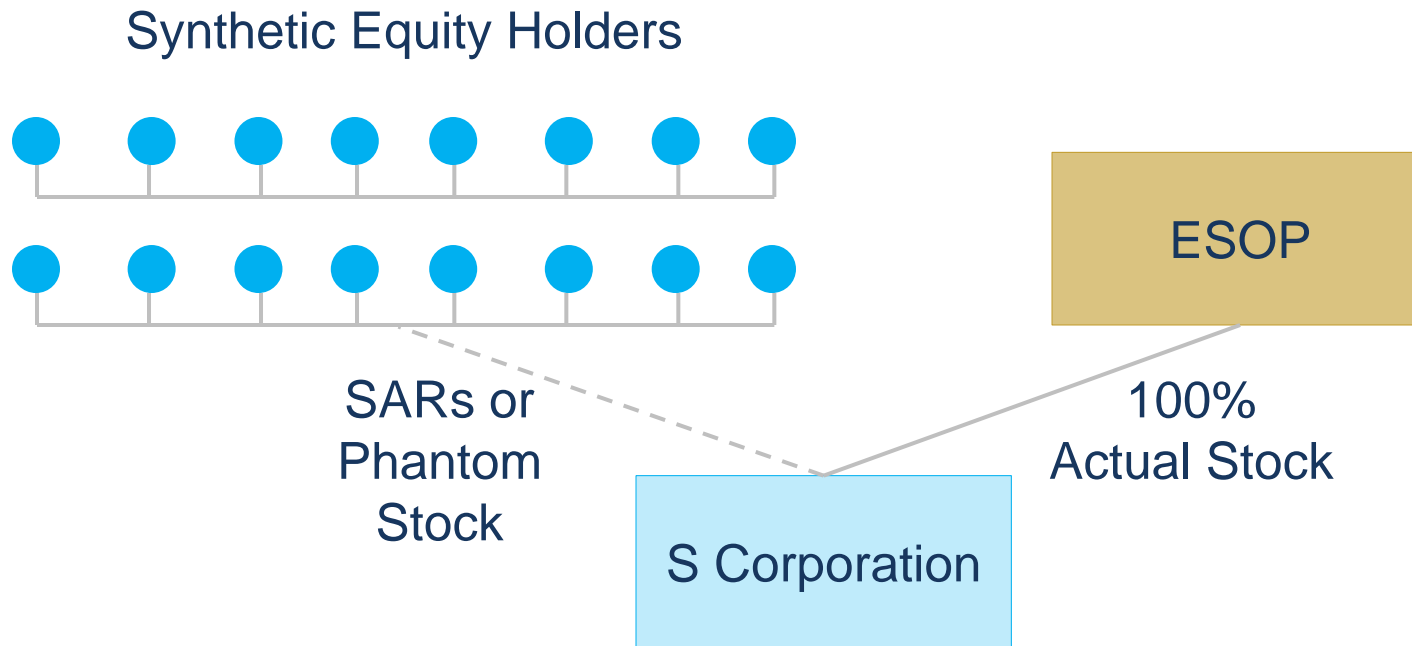 Synthetic Equity Holders
ESOP
SARs or
Phantom
Stock
100%
Actual Stock
S Corporation